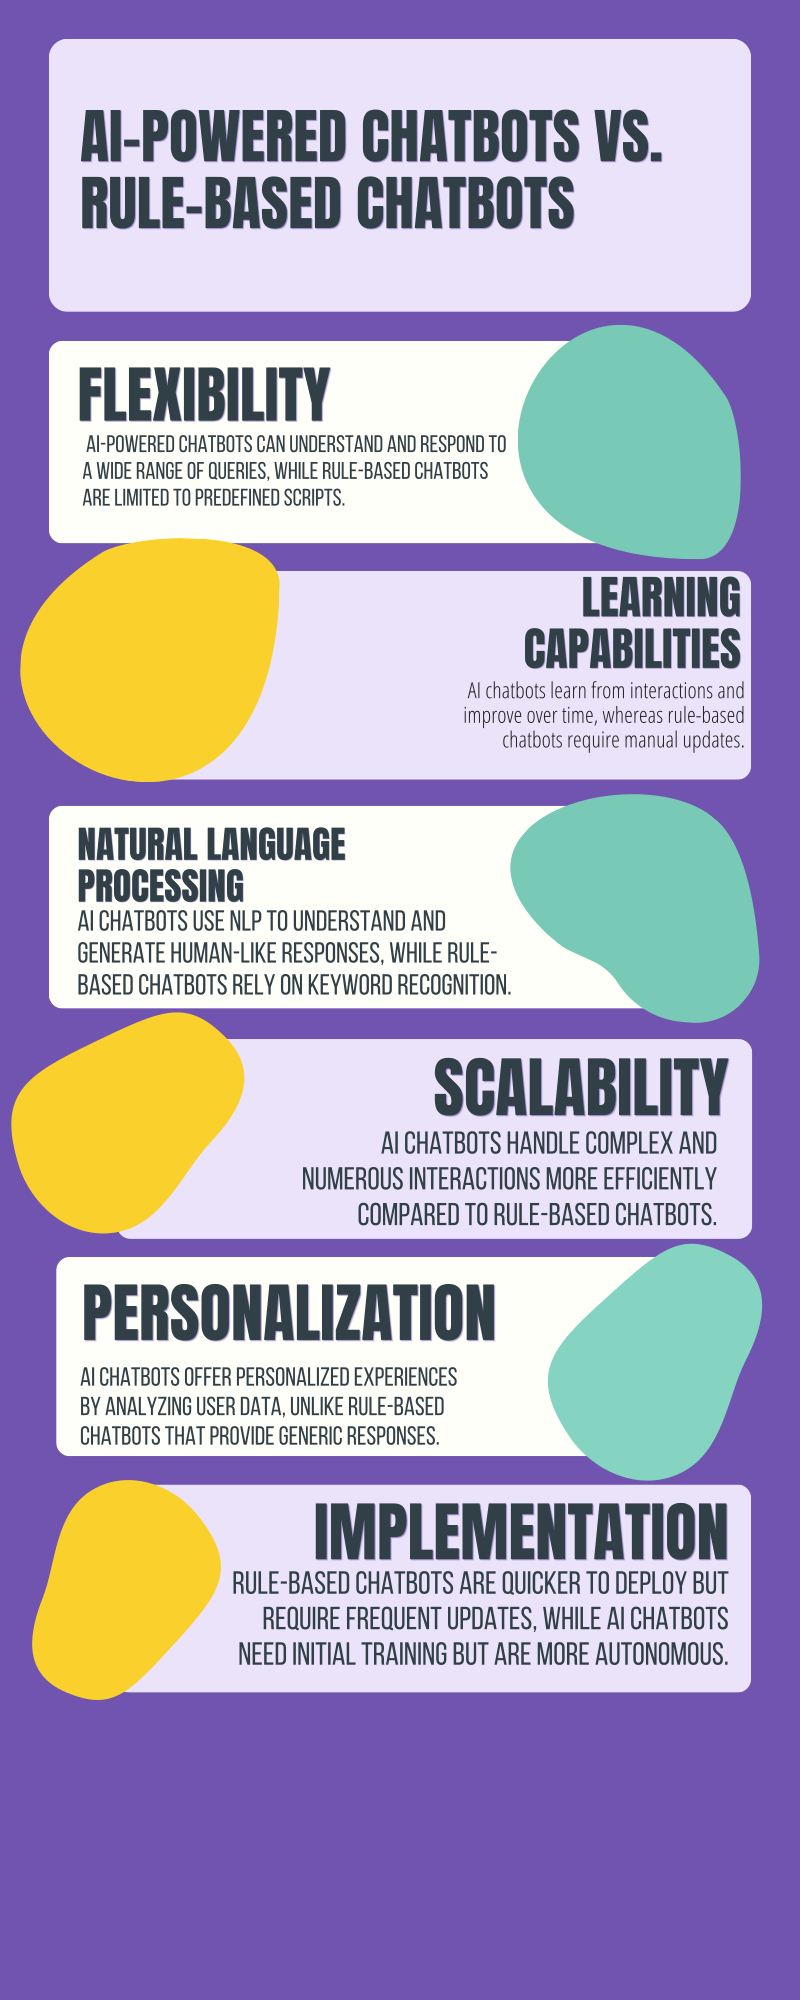 AI-POWERED CHATBOTS VS.
RULE-BASED CHATBOTS
FLEXIBILITY
AI-POWERED CHATBOTS CAN UNDERSTAND AND RESPOND TO
A WIDE RANGE OF QUERIES, WHILE RULE-BASED CHATBOTS
ARE LIMITED TO PREDEFINED SCRIPTS.
LEARNING
CAPABILITIES
AI chatbots learn from interactions and
improve over time, whereas rule-based
chatbots require manual updates.
NATURAL LANGUAGE
PROCESSING
AI CHATBOTS USE NLP TO UNDERSTAND AND
GENERATE HUMAN-LIKE RESPONSES, WHILE RULE-
BASED CHATBOTS RELY ON KEYWORD RECOGNITION.
SCALABILITY
AI CHATBOTS HANDLE COMPLEX AND
NUMEROUS INTERACTIONS MORE EFFICIENTLY
COMPARED TO RULE-BASED CHATBOTS.
PERSONALIZATION
AI CHATBOTS OFFER PERSONALIZED EXPERIENCES
BY ANALYZING USER DATA, UNLIKE RULE-BASED
CHATBOTS THAT PROVIDE GENERIC RESPONSES.
IMPLEMENTATION
RULE-BASED CHATBOTS ARE QUICKER TO DEPLOY BUT
REQUIRE FREQUENT UPDATES, WHILE AI CHATBOTS
NEED INITIAL TRAINING BUT ARE MORE AUTONOMOUS.